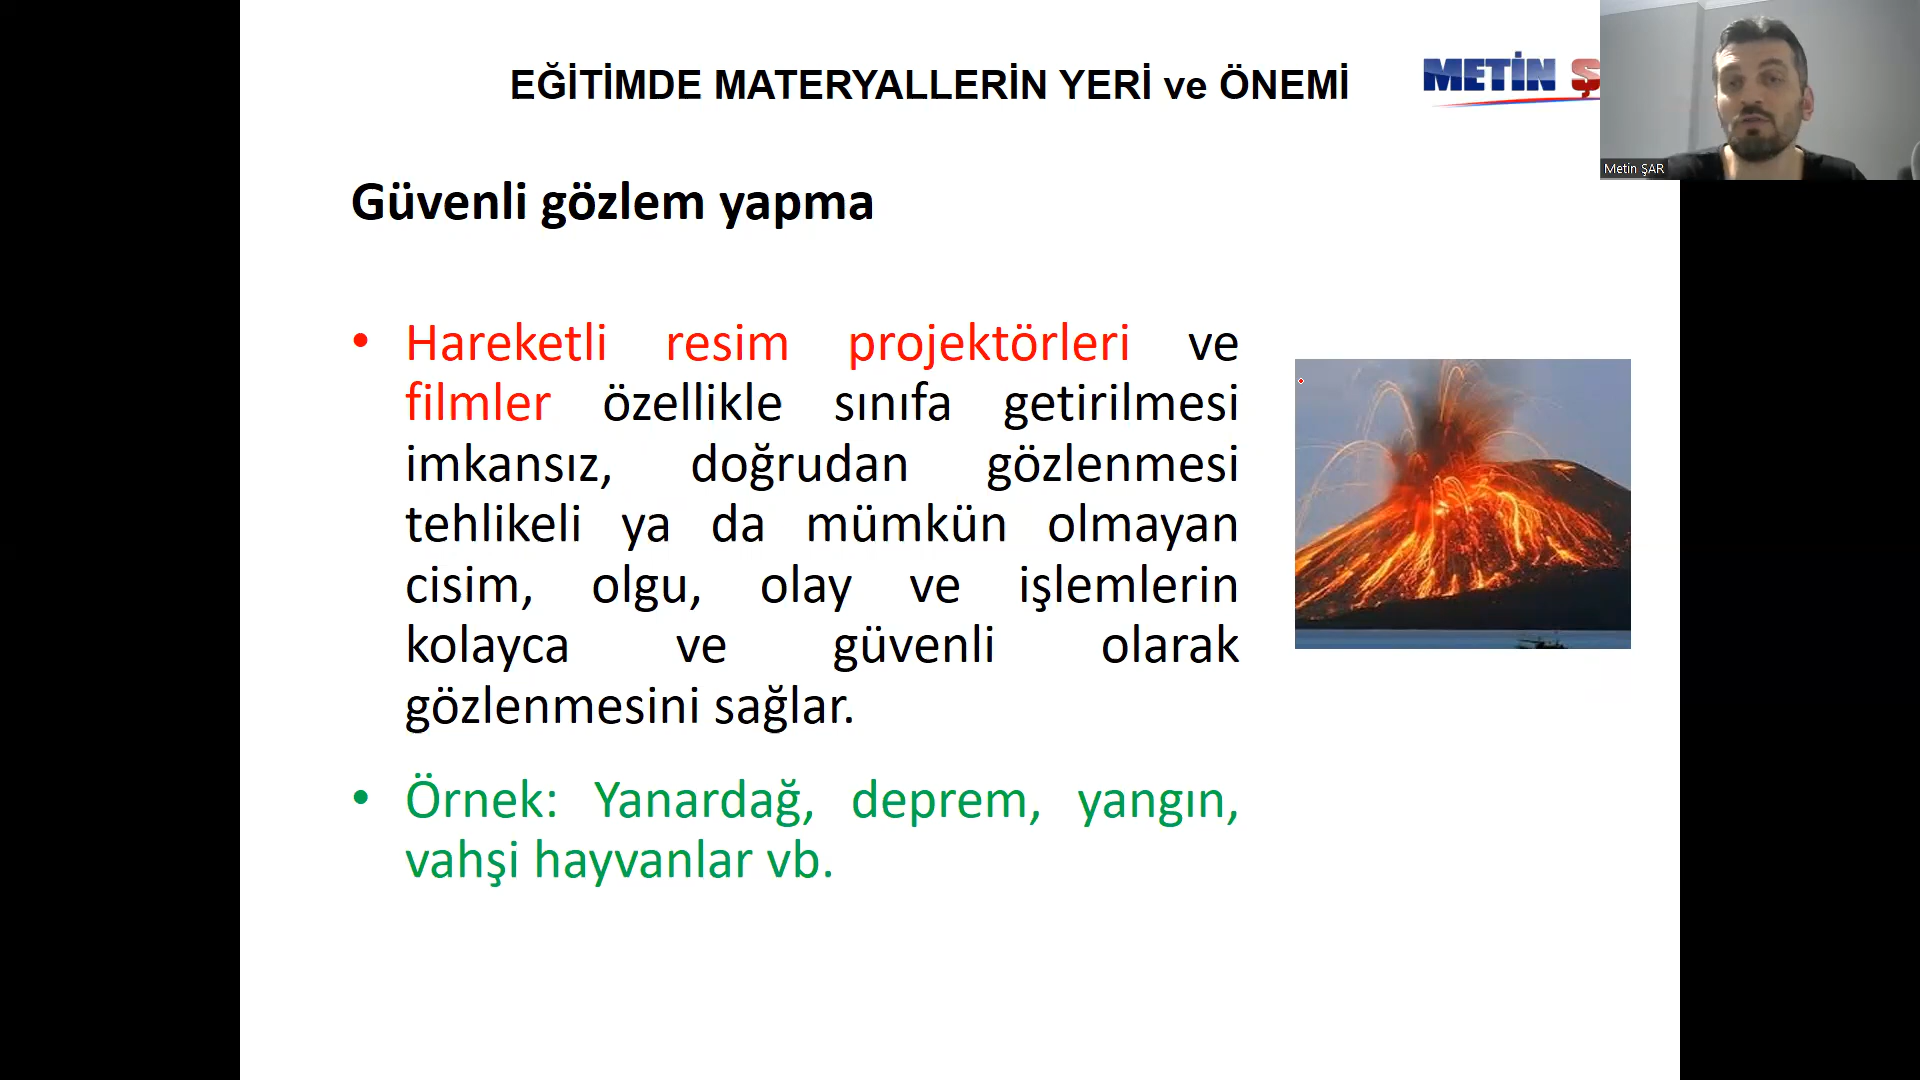 EĞİTİMDE MATERYALLERİN YERİ ve ÖNEMİ
METİN Ş
Metin ŞAR
Güvenli gözlem yapma
• Hareketli resim projektörleri ve
filmler özellikle sınıfa getirilmesi
imkansız, doğrudan gözlenmesi
tehlikeli ya da mümkün olmayan
cisim, olgu, olay ve işlemlerin
kolayca ve güvenli olarak
gözlenmesini sağlar.
• Örnek: Yanardağ, deprem, yangın,
vahşi hayvanlar vb.